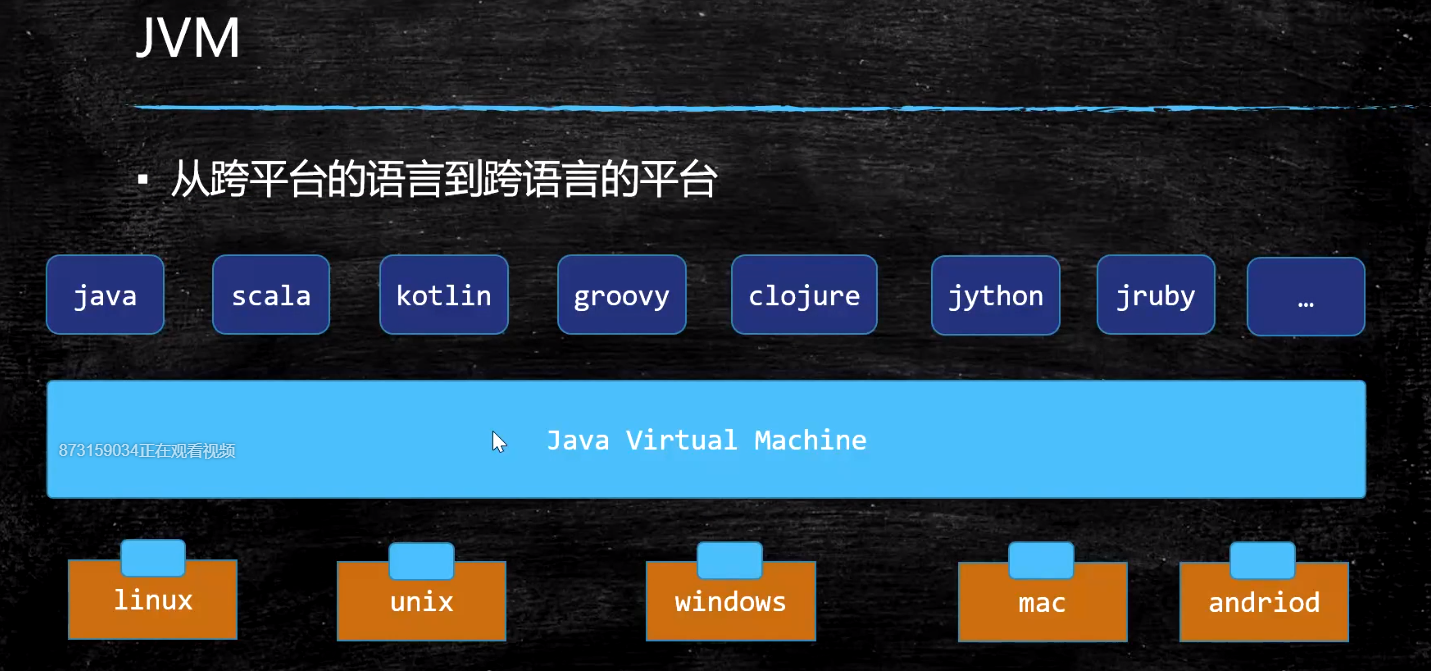 JVM
▪ 从跨平台的语言到跨语言的平台
java scala kotlin groovy clojure jython jruby …
Java Virtual Machine
873159034正在观看视频
linux unix windows mac andriod